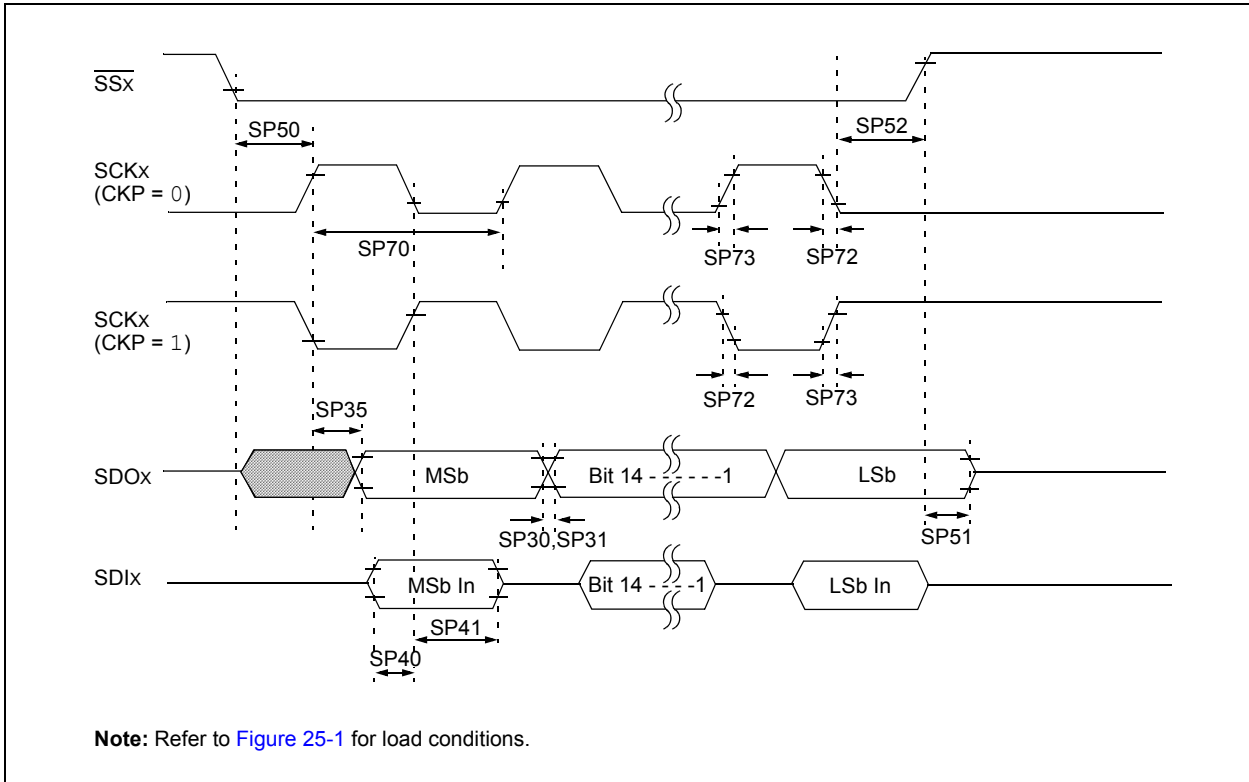 SSx
SP50
SP52
SCKx
(CKP = 0)
SP70
SP73
SP72
SCKx
(CKP = 1)
SP72
SP73
SP35
SDOx
MSb
Bit 14 - - - - - - -1
LSb
SP30,SP31
SP51
SDIx
MSb In
Bit 14 - - - - -1
LSb In
SP41
SP40
Note: Refer to Figure 25-1 for load conditions.